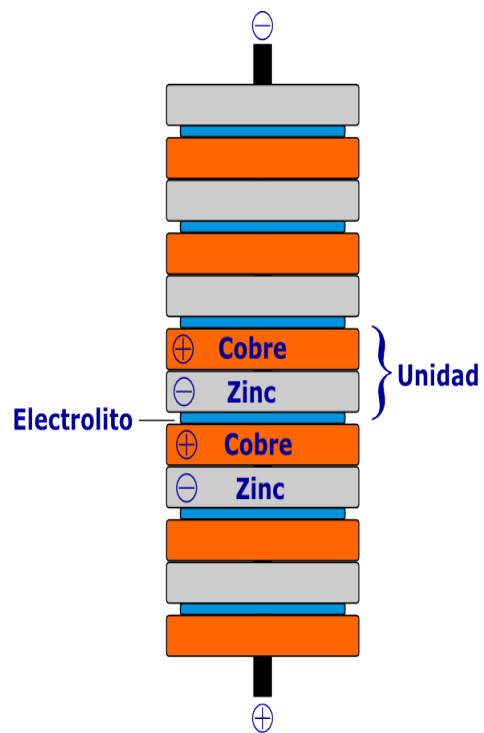 ⊖
⊕ Cobre
Unidad
⊖ Zinc
Electrolito
⊕ Cobre
⊖ Zinc
⊕